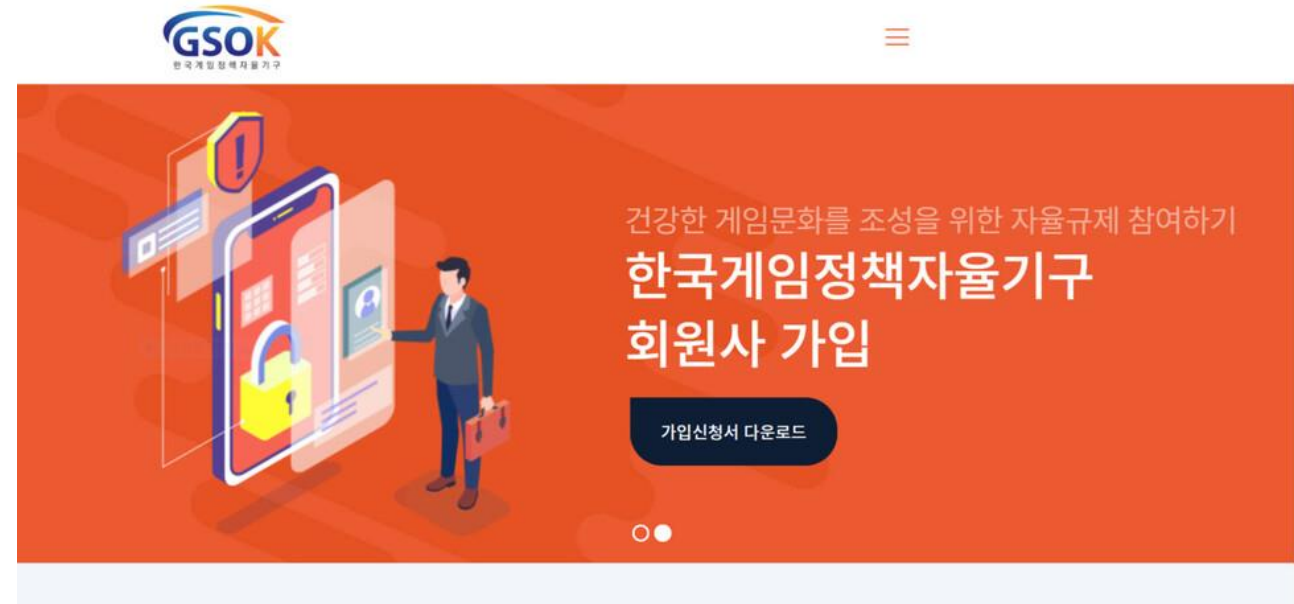 GSOK
한국게임정책자율기구
건강한 게임문화를 조성을 위한 자율규제 참여하기
한국게임정책자율기구
회원사 가입
가입신청서 다운로드